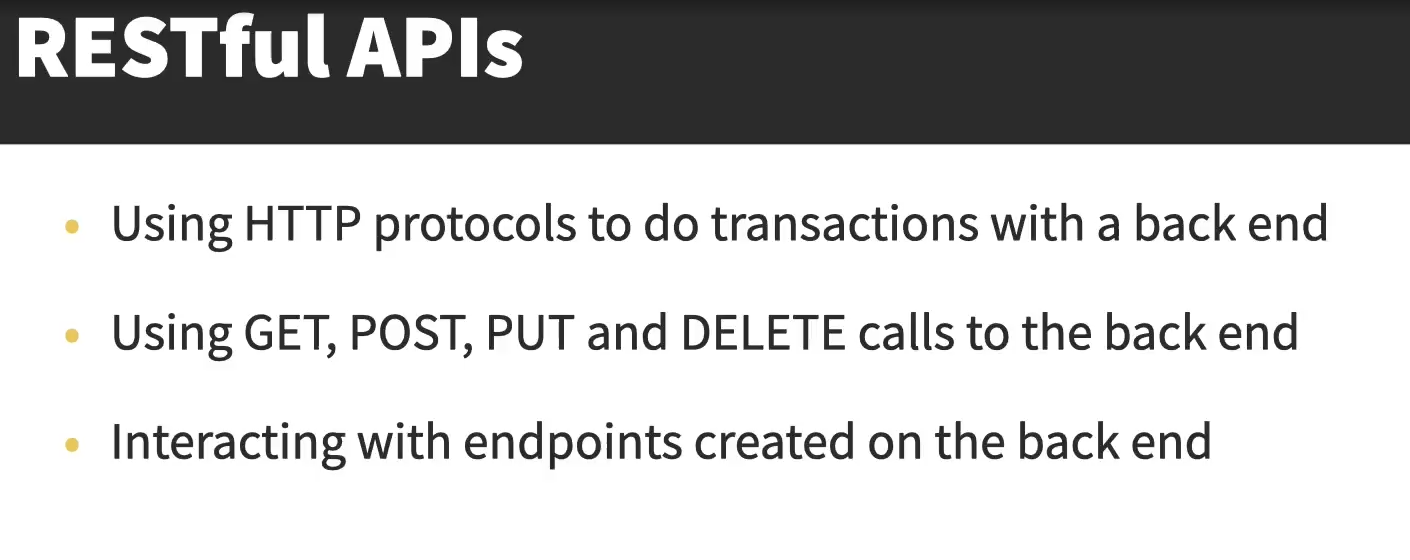 RESTful APIs
• Using HTTP protocols to do transactions with a back end
• Using GET, POST, PUT and DELETE calls to the back end
• Interacting with endpoints created on the back end